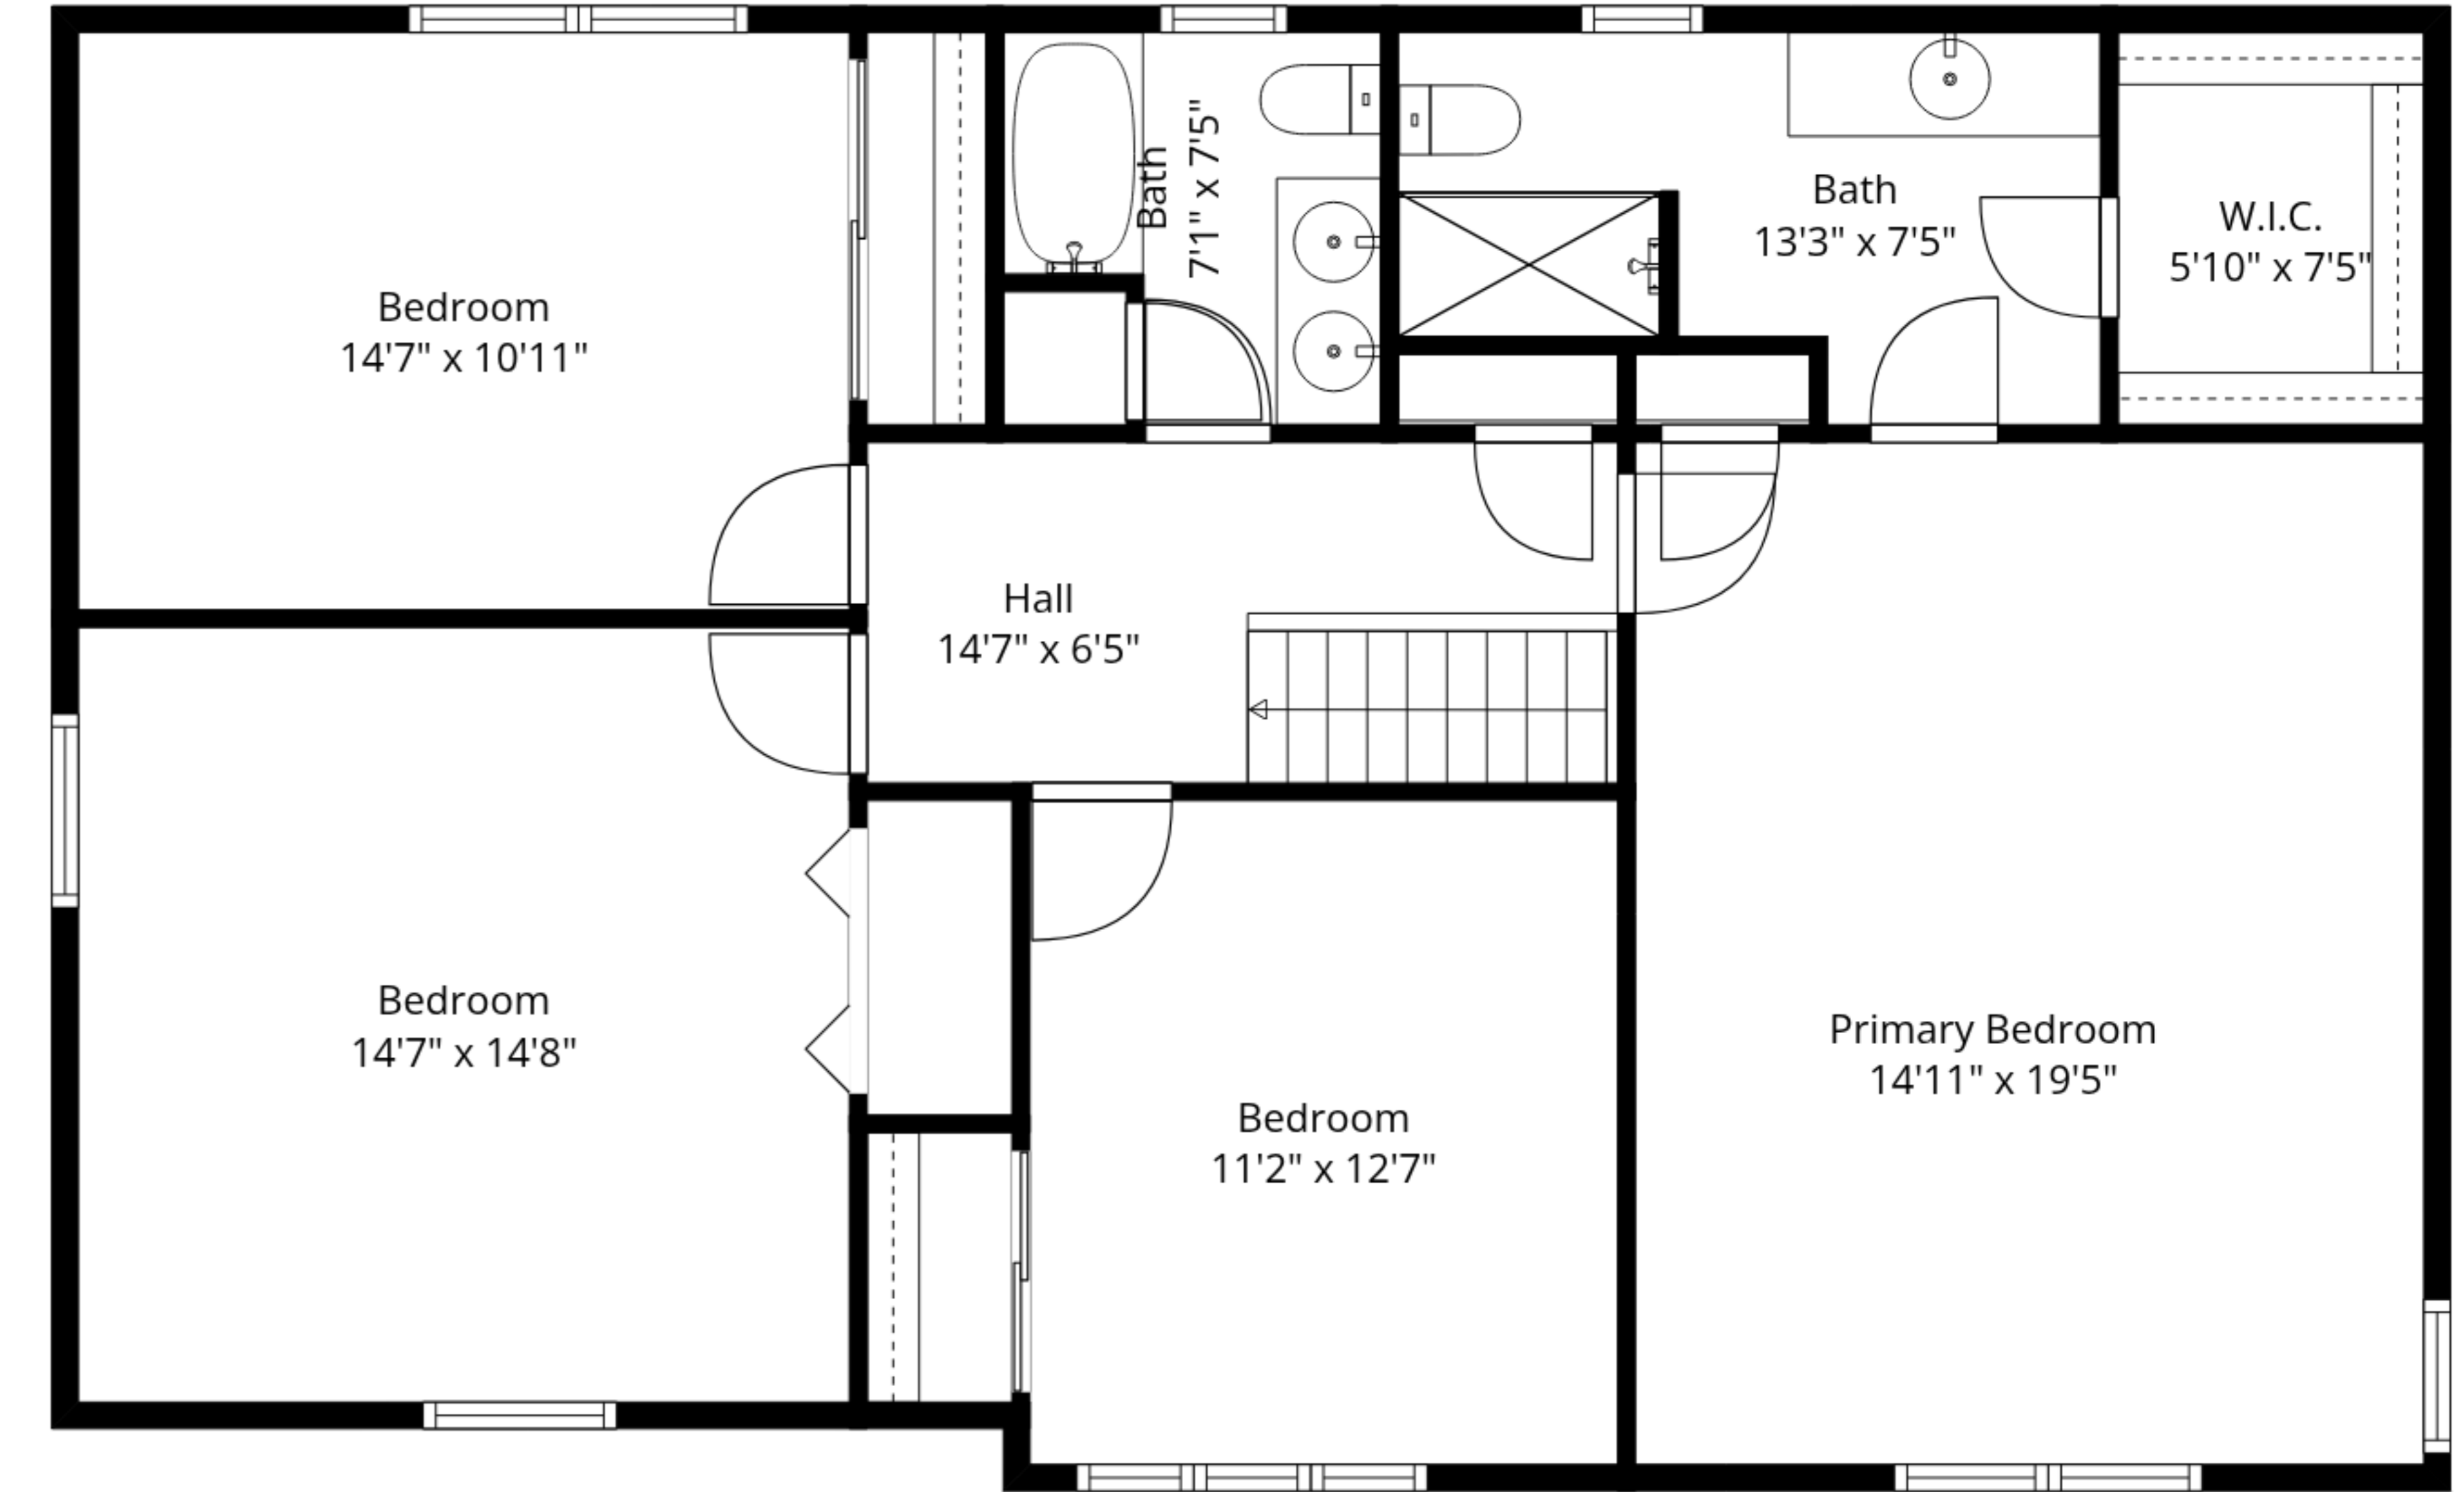 Bath
7'1" x 7'5"
Bath
13'3" x 7'5"
W.I.C.
5'10" x 7'5"
Bedroom
14'7" x 10'11"
Hall
14'7" x 6'5"
Bedroom
14'7" x 14'8"
Primary Bedroom
14'11" x 19'5"
Bedroom
11'2" x 12'7"